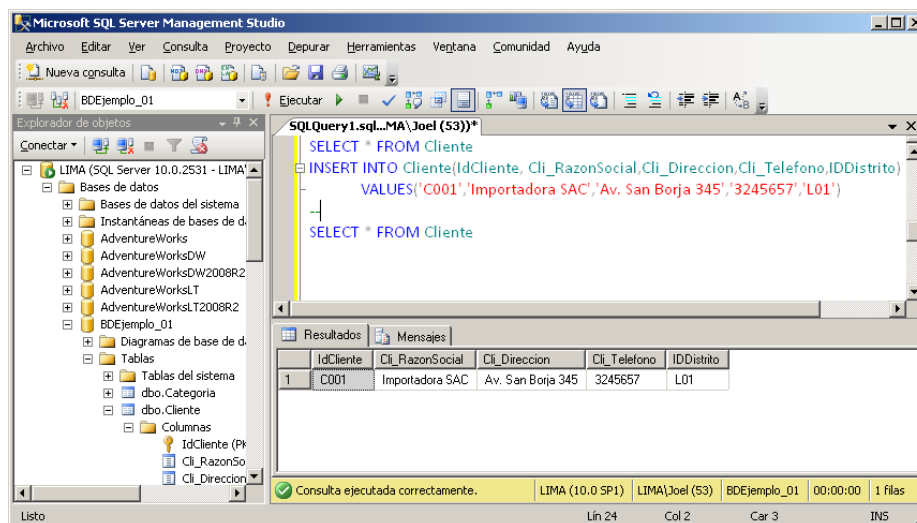 Microsoft SQL Server Management Studio
Archivo Editar Ver Consulta Proyecto Depurar Herramientas Ventana Comunidad Ayuda
Nueva consulta
BDEjemplo_01 Ejecutar
Explorador de objetos
Conectar
LIMA (SQL Server 10.0.2531 - LIMA
Bases de datos
Bases de datos del sistema
Instantáneas de bases de d
AdventureWorks
AdventureWorksDW
AdventureWorksDW2008R2
AdventureWorksLT
AdventureWorksLT2008R2
BDEjemplo_01
Diagramas de base de d
Tablas
Tablas del sistema
dbo.Categoria
dbo.Cliente
Columnas
IdCliente (PK
Cli_RazonSo
Cli_Direccion
SQLQuery1.sql...MA\Joel (53))*
SELECT * FROM Cliente
INSERT INTO Cliente(IdCliente, Cli_RazonSocial,Cli_Direccion,Cli_Telefono,IDDistrito)
VALUES('C001','Importadora SAC','Av. San Borja 345','3245657','L01')
--
SELECT * FROM Cliente
Resultados Mensajes
IdCliente Cli_RazonSocial Cli_Direccion Cli_Telefono IDDistrito
1 C001 Importadora SAC Av. San Borja 345 3245657 L01
Consulta ejecutada correctamente. LIMA (10.0 SP1) LIMA\Joel (53) BDEjemplo_01 00:00:00 1 filas
Listo Lín 24 Col 2 Car 3 INS